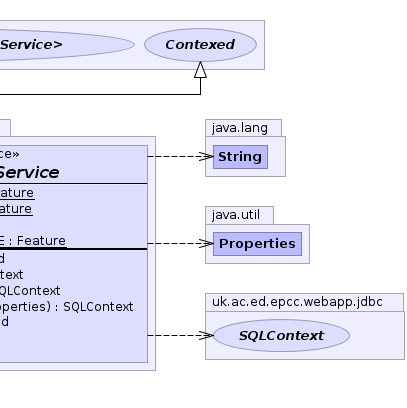 Service>
Contexed
ce»
Service
eature
ature
E : Feature
d
text
QLContext
operties) : SQLContext
d
java.lang
String
java.util
Properties
uk.ac.ed.epcc.webapp.jdbc
SQLContext